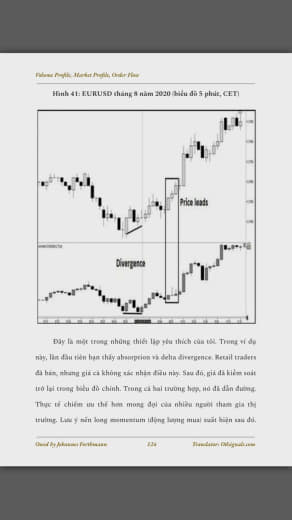 Volume Profile, Market Profile, Order Flow
Hình 41: EURUSD tháng 8 năm 2020 (biểu đồ 5 phút, CET)
Price leads
Divergence
Đây là một trong những thiết lập yêu thích của tôi. Trong ví dụ
này, lần đầu tiên bạn thấy absorption và delta divergence. Retail traders
đã bán, nhưng giá cả không xác nhận điều này. Sau đó, giá đã kiểm soát
trở lại trong biểu đồ chính. Trong cả hai trường hợp, nó đã dẫn đường.
Thực tế chiếm ưu thế hơn mong đợi của nhiều người tham gia thị
trường. Lưu ý nến long momentum (động lượng mua) xuất hiện sau đó.
Onod by Johannes Forthmann
124
Translator: Otisignals.com